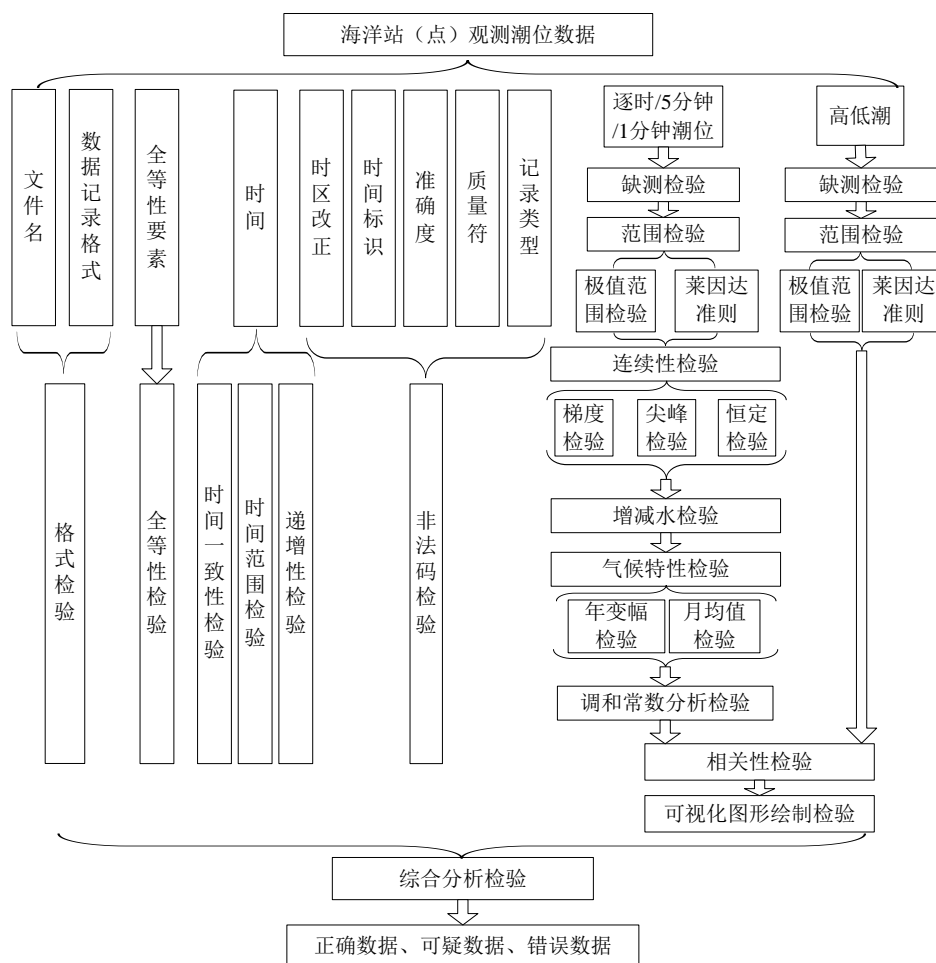 海洋站（点）观测潮位数据
文件名
数据记录格式
全等性要素
时间
时区改正
时间标识
准确度
质量符
记录类型
逐时/5分钟
/1分钟潮位
高低潮
缺测检验
缺测检验
范围检验
范围检验
极值范
围检验
莱因达
准则
极值范
围检验
莱因达
准则
连续性检验
梯度
检验
尖峰
检验
恒定
检验
格式检验
全等性检验
时间一致性检验
时间范围检验
递增性检验
非法码检验
增减水检验
气候特性检验
年变幅
检验
月均值
检验
调和常数分析检验
相关性检验
可视化图形绘制检验
综合分析检验
正确数据、可疑数据、错误数据